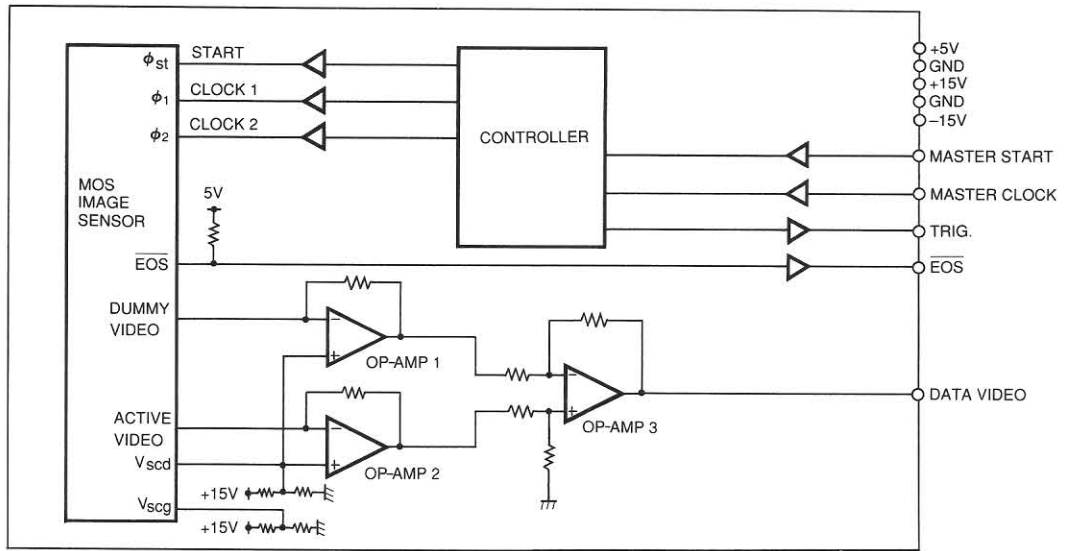 φst START
φ1 CLOCK 1
φ2 CLOCK 2
CONTROLLER
+5V
GND
+15V
GND
–15V
MASTER START
MASTER CLOCK
TRIG.
EOS
MOS
IMAGE
SENSOR
5V
EOS
DUMMY
VIDEO
OP-AMP 1
ACTIVE
VIDEO
Vscd
OP-AMP 2
OP-AMP 3
DATA VIDEO
+15V
Vscg
+15V